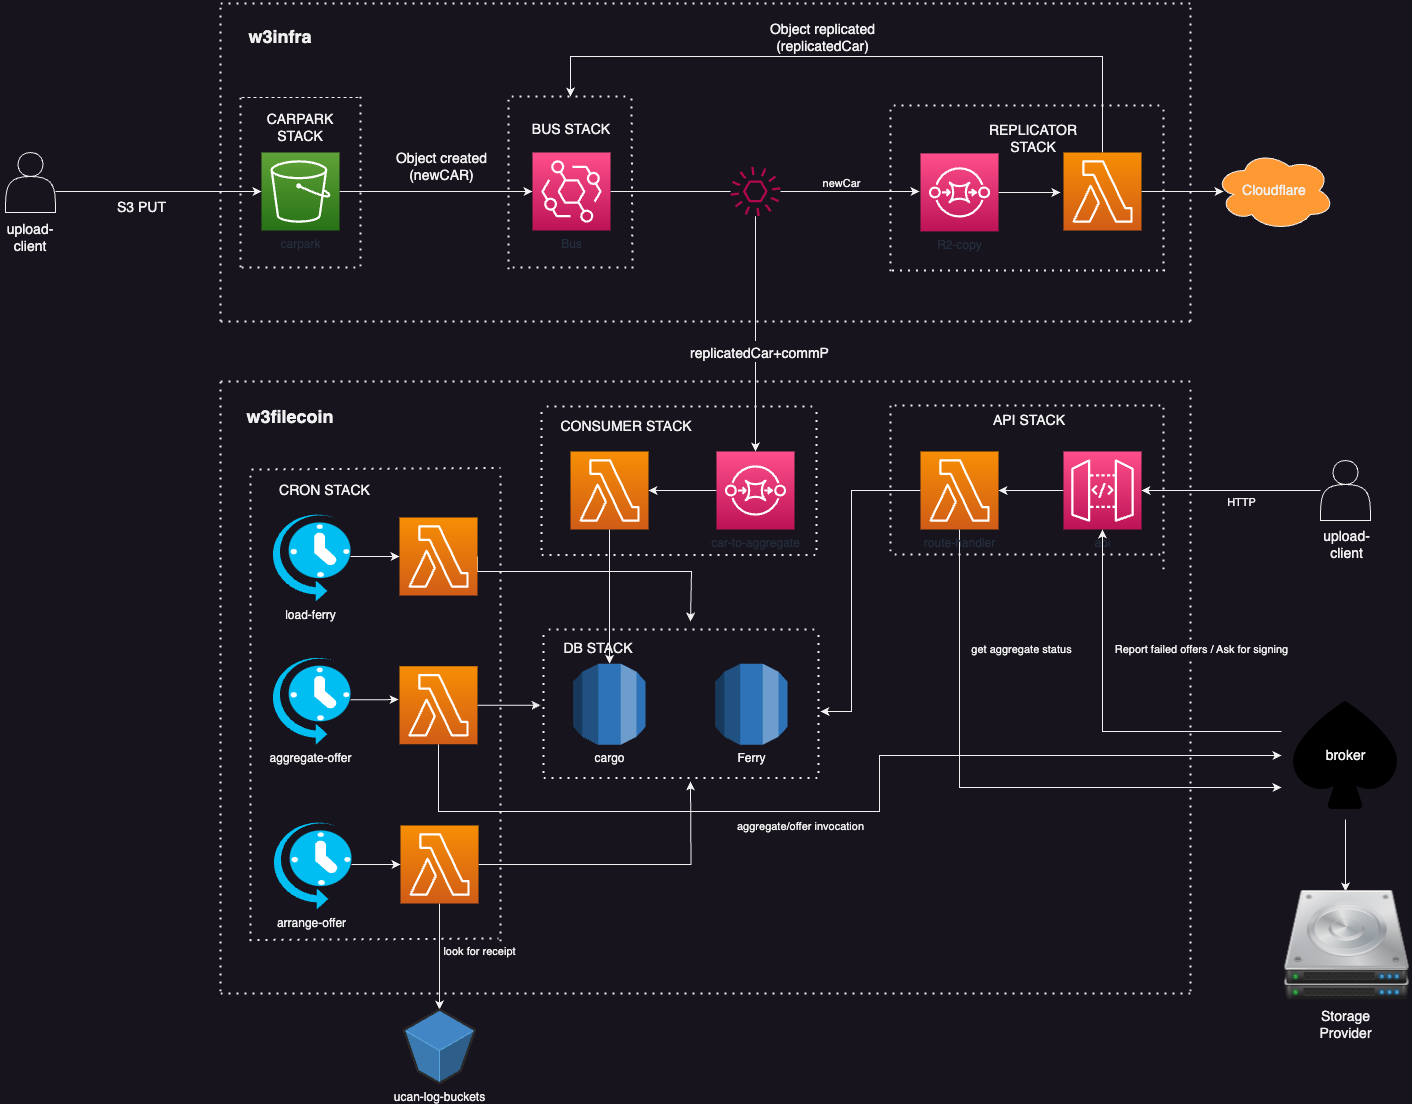 w3infra
Object replicated
(replicatedCar)
CARPARK
STACK
BUS STACK
REPLICATOR
STACK
Object created
(newCAR)
newCar
Cloudflare
S3 PUT
upload-
client
carpark
Bus
R2-copy
replicatedCar+commP
w3filecoin
CONSUMER STACK
API STACK
CRON STACK
HTTP
upload-
client
car-to-aggregate
route-handler
load-ferry
DB STACK
get aggregate status
Report failed offers / Ask for signing
aggregate-offer
cargo
Ferry
broker
aggregate/offer invocation
arrange-offer
look for receipt
Storage
Provider
ucan-log-buckets